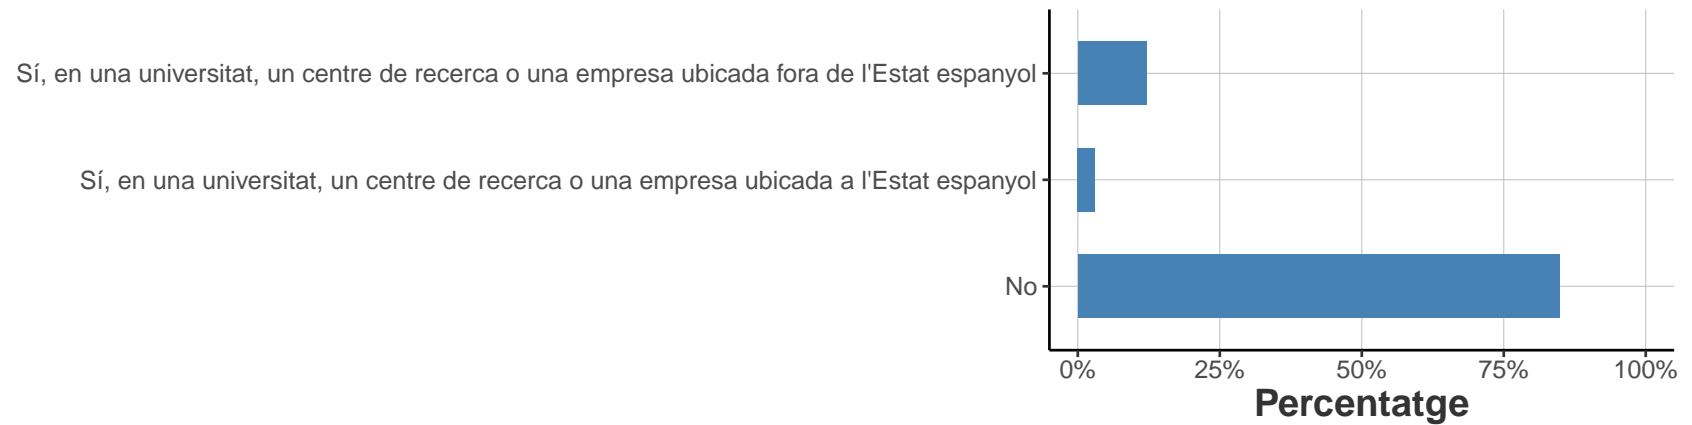 Sí, en una universitat, un centre de recerca o una empresa ubicada fora de l'Estat espanyol
Sí, en una universitat, un centre de recerca o una empresa ubicada a l'Estat espanyol
No
0% 25% 50% 75% 100%
Percentatge